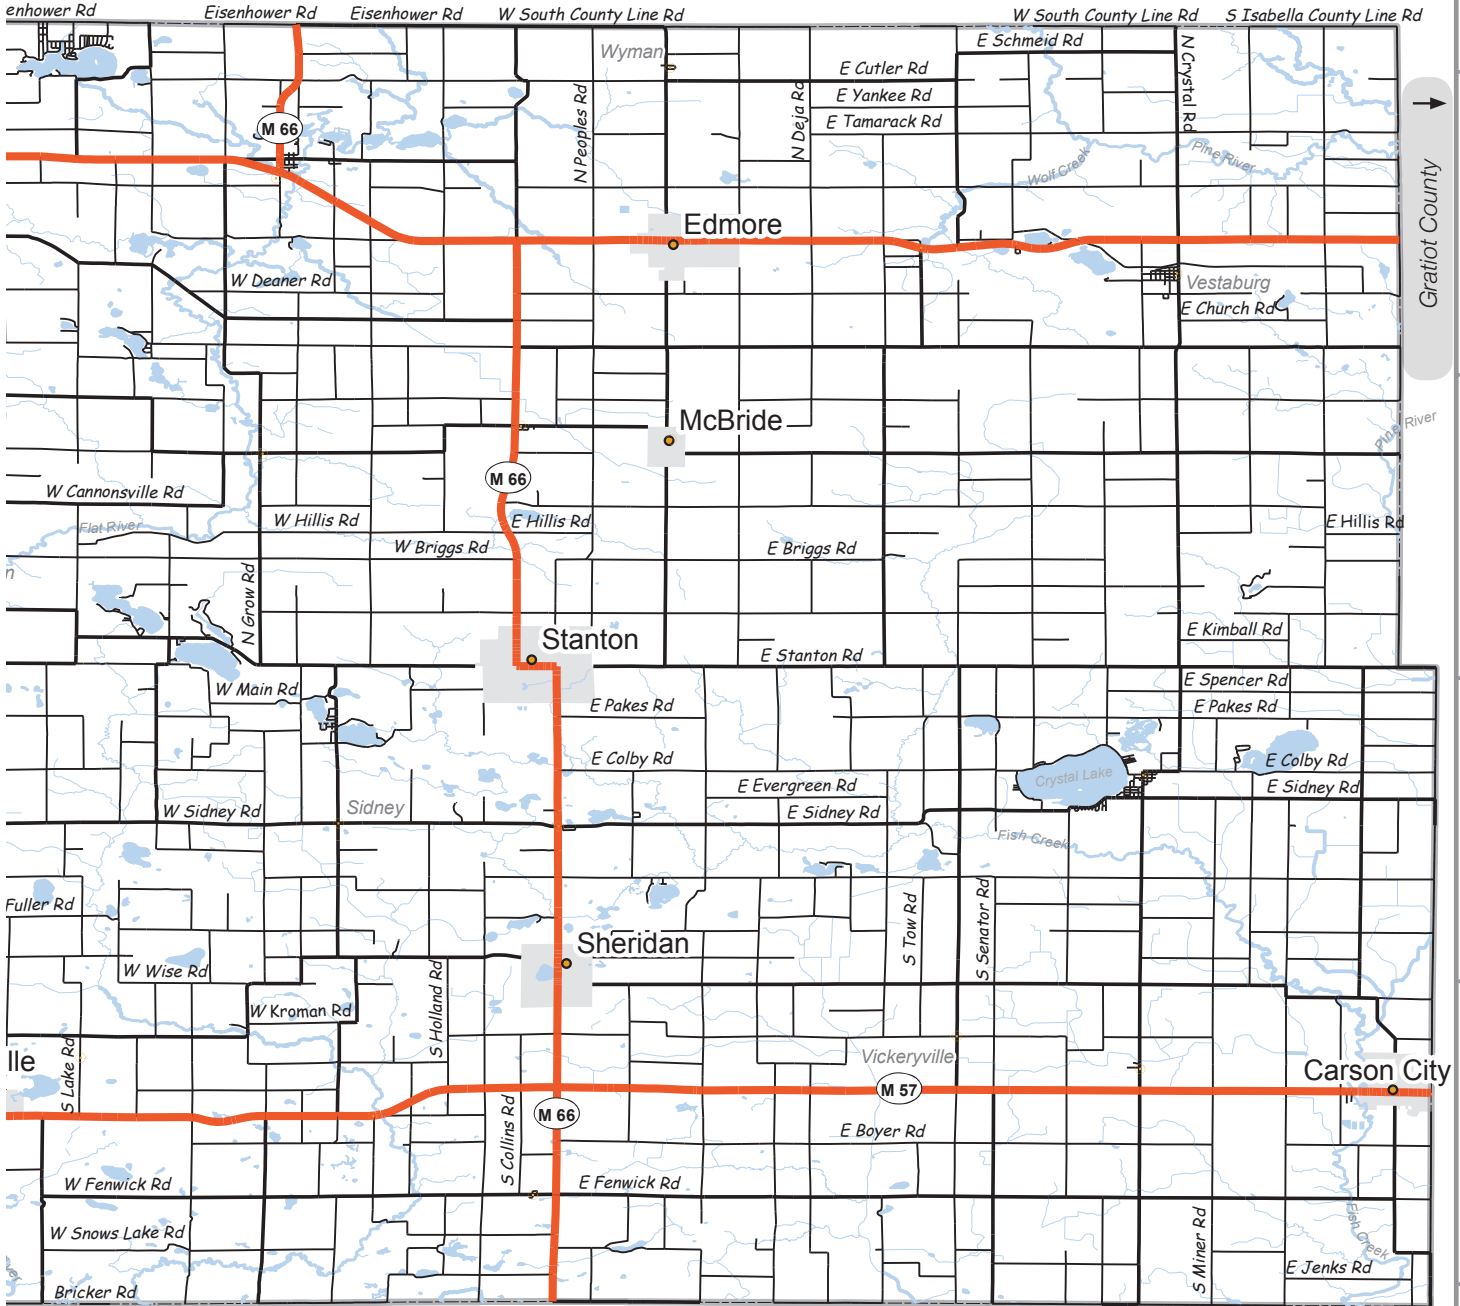 enhower Rd
Eisenhower Rd
Eisenhower Rd
W South County Line Rd
W South County Line Rd
S Isabella County Line Rd
E Schmeid Rd
Wyman
E Cutler Rd
N Crystal Rd
E Yankee Rd
N Peoples Rd
N Deja Rd
E Tamarack Rd
M 66
Wolf Creek
Pine River
Gratiot County
Edmore
W Deaner Rd
Vestaburg
E Church Rd
McBride
Pine River
M 66
W Cannonsville Rd
Flat River
W Hillis Rd
E Hillis Rd
E Hillis Rd
W Briggs Rd
E Briggs Rd
n
N Grow Rd
Stanton
E Kimball Rd
E Stanton Rd
W Main Rd
E Spencer Rd
E Pakes Rd
E Pakes Rd
E Colby Rd
E Colby Rd
Crystal Lake
E Evergreen Rd
E Sidney Rd
W Sidney Rd
Sidney
E Sidney Rd
Fish Creek
Fuller Rd
S Tow Rd
S Senator Rd
Sheridan
W Wise Rd
W Kroman Rd
S Holland Rd
lle
S Lake Rd
Vickeryville
Carson City
M 57
M 66
S Collins Rd
E Boyer Rd
W Fenwick Rd
E Fenwick Rd
W Snows Lake Rd
S Miner Rd
Fish Creek
E Jenks Rd
Bricker Rd